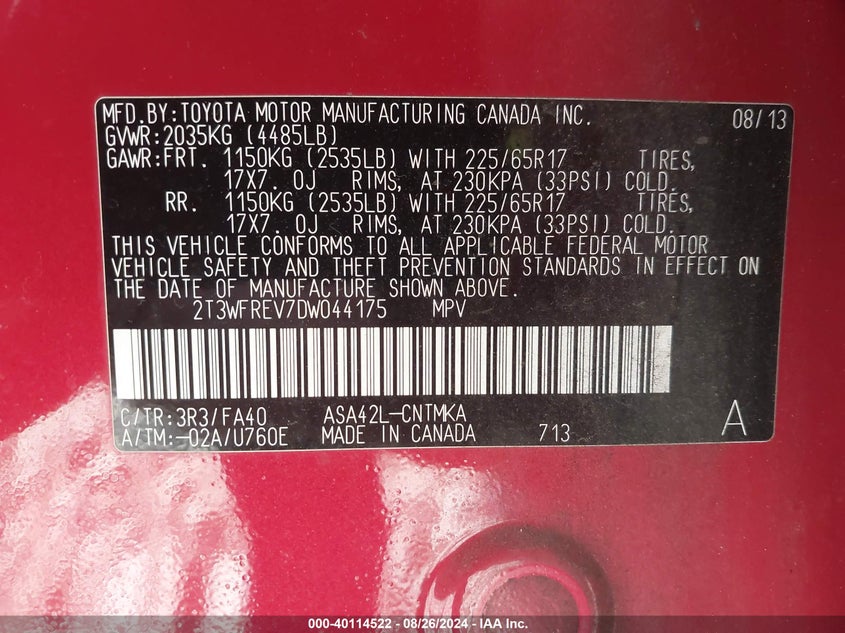 MFD.BY:TOYOTA MOTOR MANUFACTURING CANADA INC. 08/13
GVWR:2035KG (4485LB)
GAWR:FRT. 1150KG (2535LB) WITH 225/65R17 TIRES,
17X7. 0J RIMS, AT 230KPA (33PSI) COLD.
RR. 1150KG (2535LB) WITH 225/65R17 TIRES,
17X7. 0J RIMS, AT 230KPA (33PSI) COLD.
THIS VEHICLE CONFORMS TO ALL APPLICABLE FEDERAL MOTOR
VEHICLE SAFETY AND THEFT PREVENTION STANDARDS IN EFFECT ON
THE DATE OF MANUFACTURE SHOWN ABOVE.
2T3WFREV7DW044175 MPV
C/TR:3R3/FA40 ASA42L-CNTMKA
A/TM:-02A/U760E MADE IN CANADA 713 A
000-40114522 - 08/26/2024 - IAA Inc.